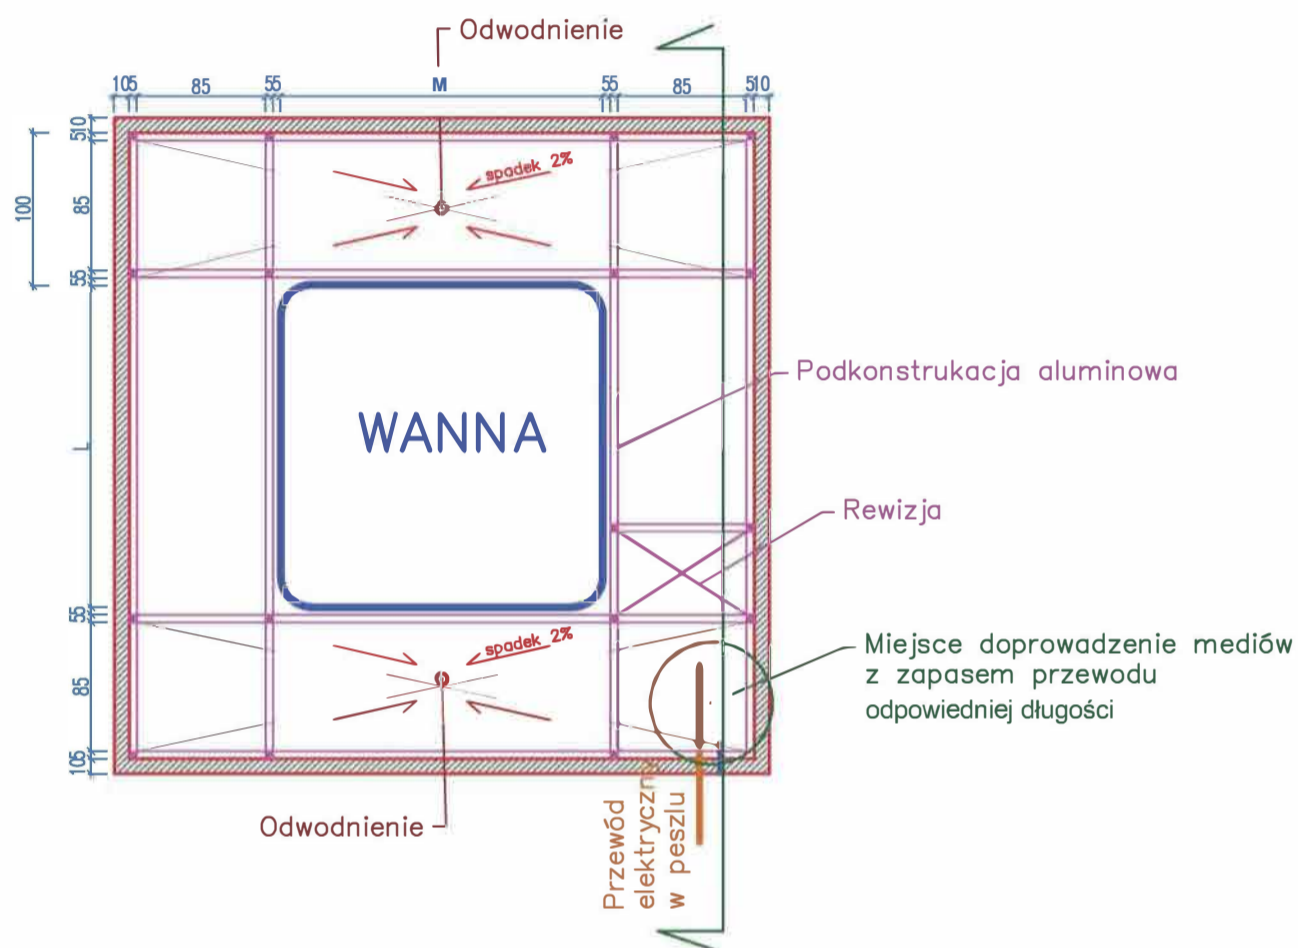 Odwodnienie
105 85 55 M 55 85 510
510
100
85
55
L
55
85
105
spadek 2%
WANNA
Podkonstrukacja aluminowa
Rewizja
spadek 2%
Miejsce doprowadzenie mediów
z zapasem przewodu
odpowiedniej długości
Odwodnienie
Przewód
elektryczny
w peszlu